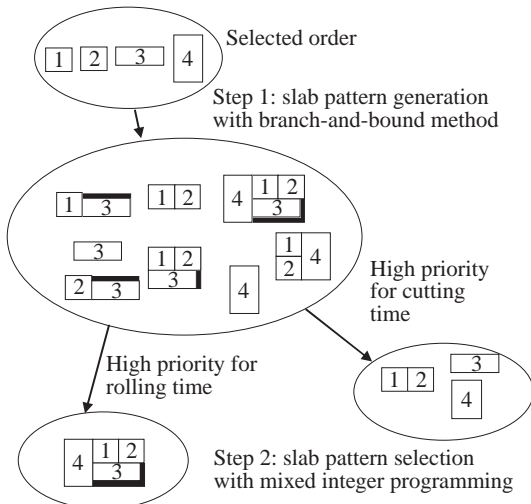 Selected order
1 2 3 4
Step 1: slab pattern generation
with branch-and-bound method
1 3
1 2
4 1 2 3
3
1 2 3
1 2 4
2 3
4
High priority
for cutting
time
High priority for
rolling time
1 2
3
4
4 1 2 3
Step 2: slab pattern selection
with mixed integer programming